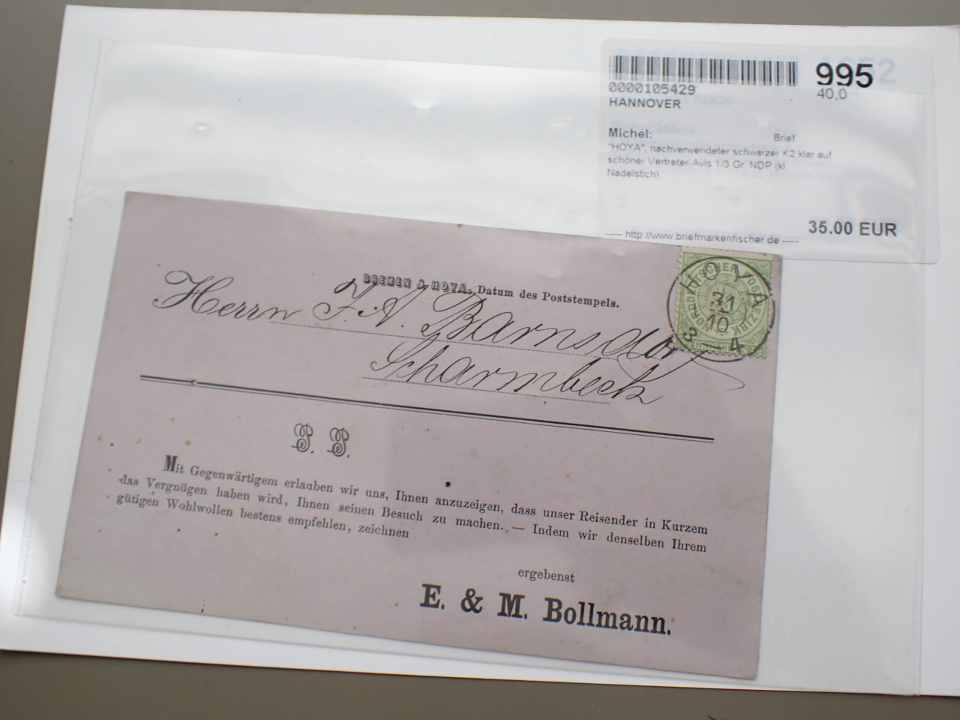 995
0000105429
40,0
HANNOVER
Michel: Brief
"HOYA", nachverwendeter schwarzer K2 klar auf
schöner Vertreter-Avis 1/3 Gr. NDP (kl.
Nadelstich)
35.00 EUR
---- http://www.briefmarkenfischer.de ----
BREMEN & HOYA, Datum des Poststempels.
HOYA
31
10
3-4
Herrn J. A. Barnsdorf
Scharmbeck
P. P.
Mit Gegenwärtigem erlauben wir uns, Ihnen anzuzeigen, dass unser Reisender in Kurzem
das Vergnügen haben wird, Ihnen seinen Besuch zu machen. — Indem wir denselben Ihrem
gütigen Wohlwollen bestens empfehlen, zeichnen
ergebenst
E. & M. Bollmann.